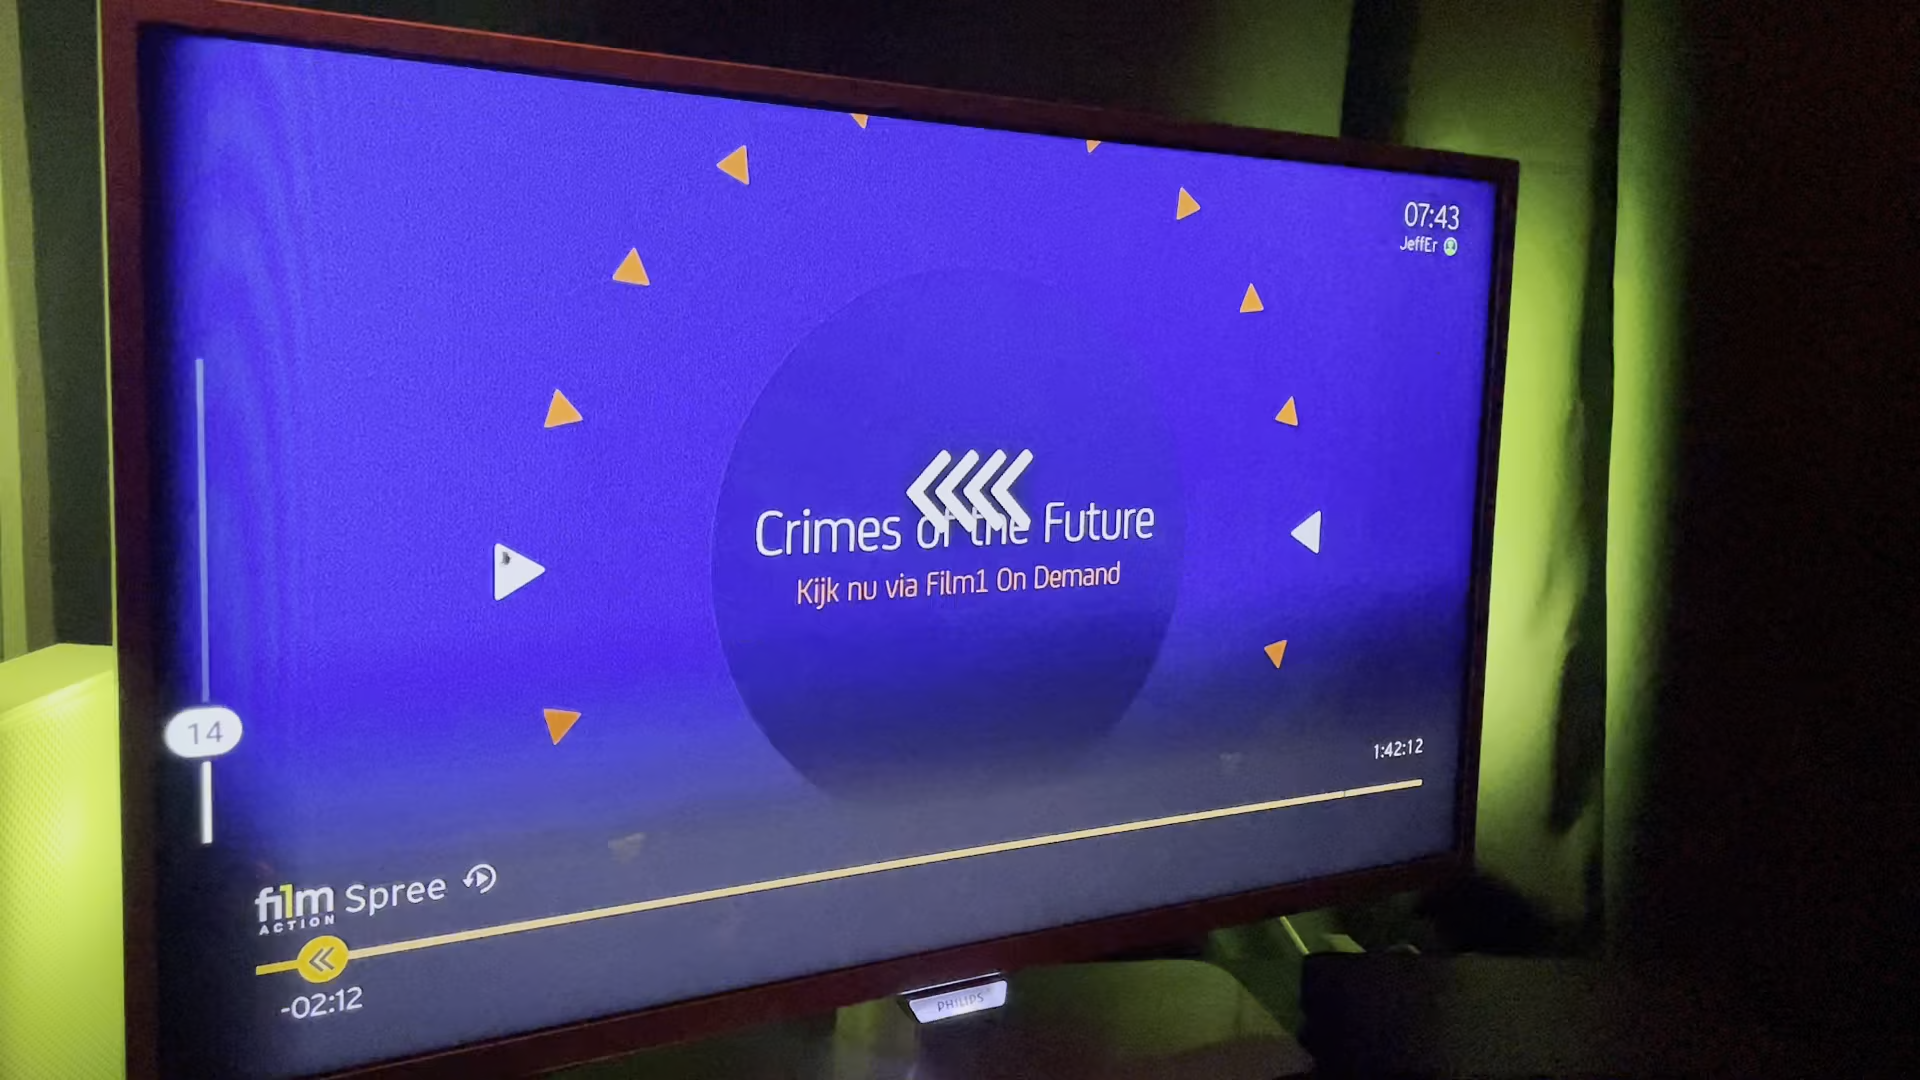 07:43
JeffEr
Crimes of the Future
Kijk nu via Film1 On Demand
14
1:42:12
film
ACTION
Spree
-02:12
PHILIPS